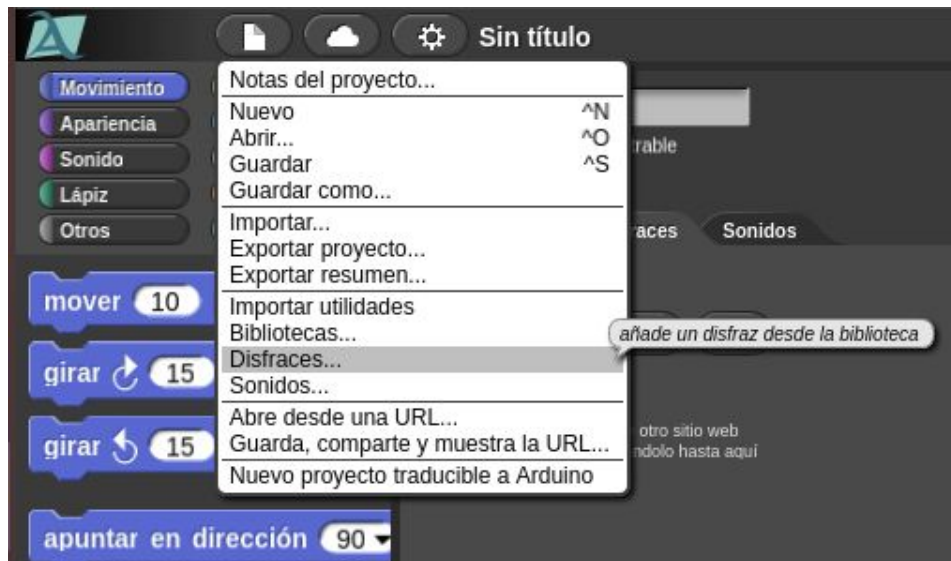 Sin título
Movimiento
Apariencia
Sonido
Lápiz
Otros
mover 10
girar 15
girar 15
apuntar en dirección 90
Notas del proyecto...
Nuevo ^N
Abrir... ^O
Guardar ^S
Guardar como...
Importar...
Exportar proyecto...
Exportar resumen...
Importar utilidades
Bibliotecas...
Disfraces...
Sonidos...
Abre desde una URL...
Guarda, comparte y muestra la URL...
Nuevo proyecto traducible a Arduino
añade un disfraz desde la biblioteca
rable
races Sonidos
otro sitio web
ndolo hasta aquí